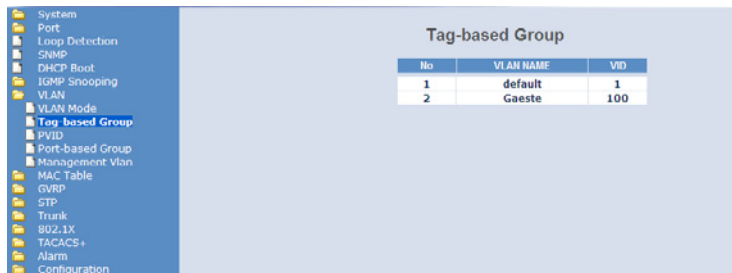 System
Port
Loop Detection
SNMP
DHCP Boot
IGMP Snooping
VLAN
VLAN Mode
Tag-based Group
PVID
Port-based Group
Management Vlan
MAC Table
GVRP
STP
Trunk
802.1X
TACACS+
Alarm
Configuration
Tag-based Group
No VLAN NAME VID
1 default 1
2 Gaeste 100